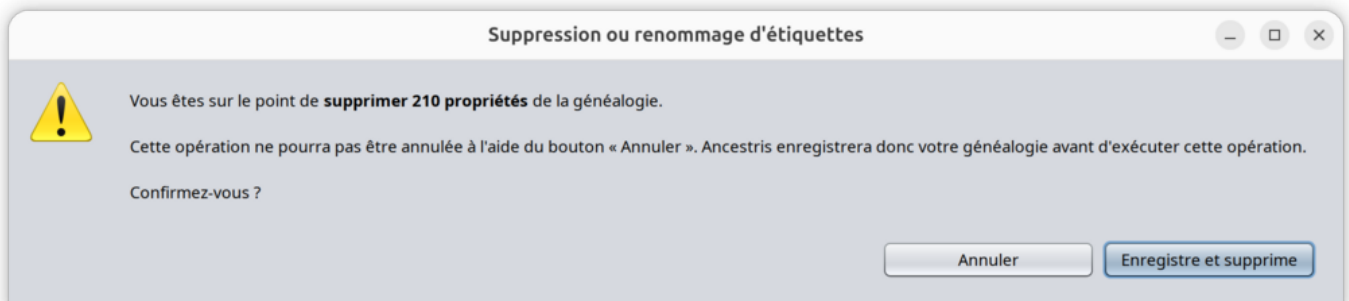 Suppression ou renommage d'étiquettes
Vous êtes sur le point de supprimer 210 propriétés de la généalogie.
Cette opération ne pourra pas être annulée à l'aide du bouton « Annuler ». Ancestris enregistrera donc votre généalogie avant d'exécuter cette opération.
Confirmez-vous ?
Annuler
Enregistre et supprime